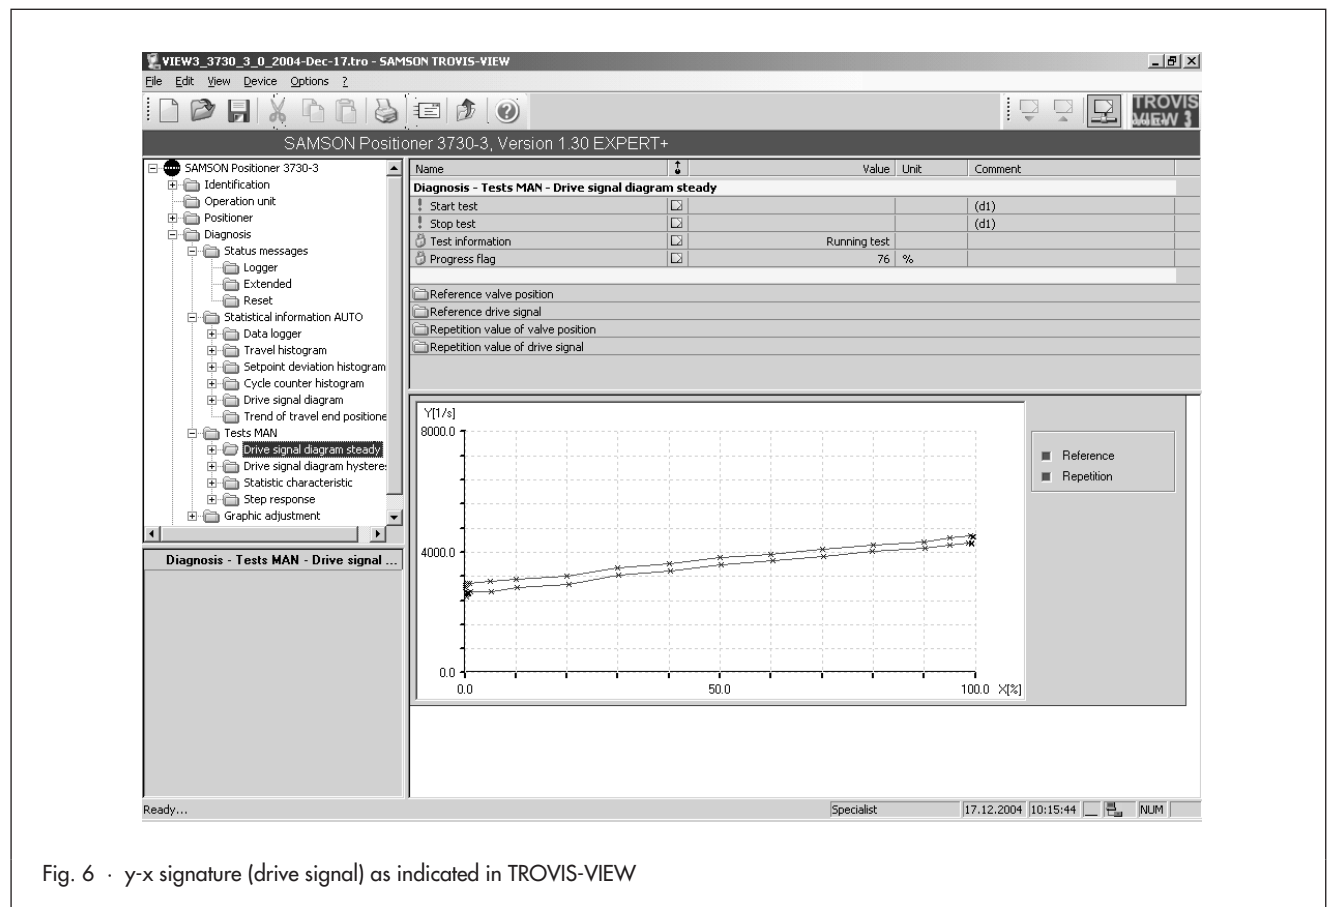 VIEW3_3730_3_0_2004-Dec-17.tro - SAMSON TROVIS-VIEW
File Edit View Device Options ?
TROVIS
VIEW 3
SAMSON Positioner 3730-3, Version 1.30 EXPERT+
SAMSON Positioner 3730-3
Identification
Operation unit
Positioner
Diagnosis
Status messages
Logger
Extended
Reset
Statistical information AUTO
Data logger
Travel histogram
Setpoint deviation histogram
Cycle counter histogram
Drive signal diagram
Trend of travel end positione
Tests MAN
Drive signal diagram steady
Drive signal diagram hystere
Statistic characteristic
Step response
Graphic adjustment
Diagnosis - Tests MAN - Drive signal ...
Name Value Unit Comment
Diagnosis - Tests MAN - Drive signal diagram steady
! Start test (d1)
! Stop test (d1)
Test information Running test
Progress flag 76 %
Reference valve position
Reference drive signal
Repetition value of valve position
Repetition value of drive signal
Y[1/s]
8000.0
4000.0
0.0
0.0 50.0 100.0 X[%]
Reference
Repetition
Ready... Specialist 17.12.2004 10:15:44 NUM
Fig. 6 · y-x signature (drive signal) as indicated in TROVIS-VIEW